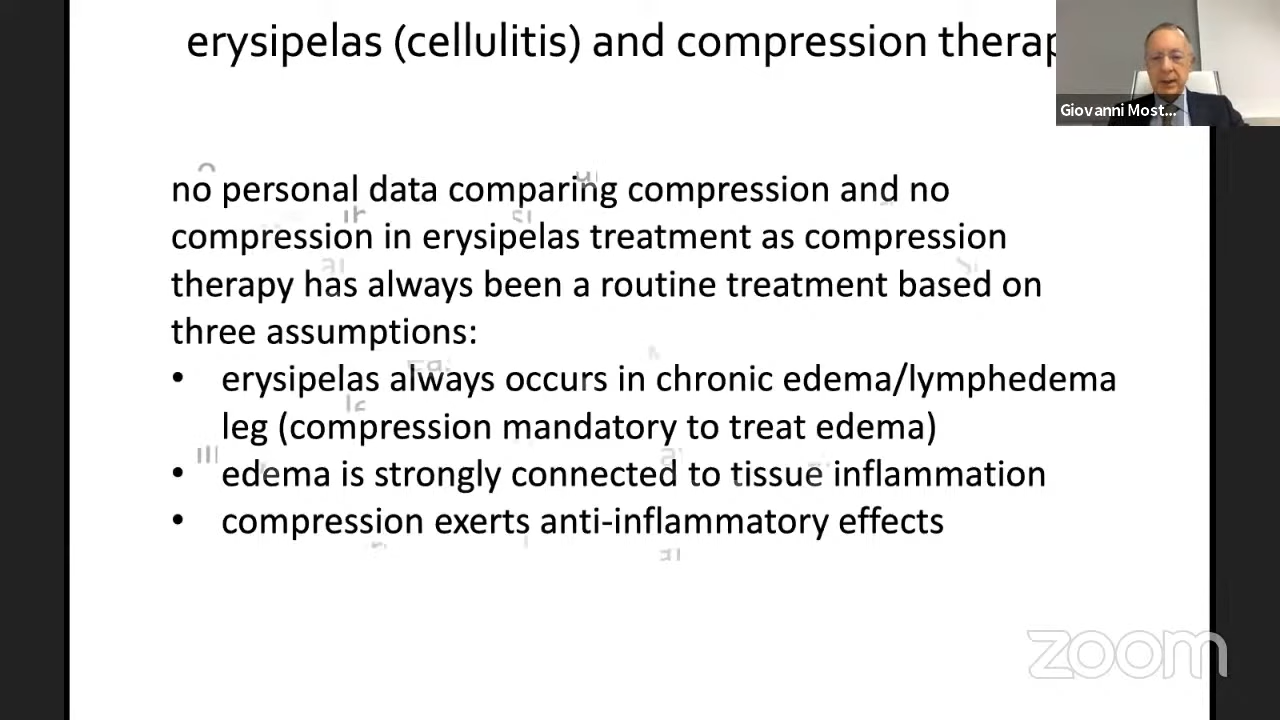 erysipelas (cellulitis) and compression therap
Giovanni Most...
no personal data comparing compression and no
compression in erysipelas treatment as compression
therapy has always been a routine treatment based on
three assumptions:
• erysipelas always occurs in chronic edema/lymphedema
leg (compression mandatory to treat edema)
• edema is strongly connected to tissue inflammation
• compression exerts anti-inflammatory effects
zoom